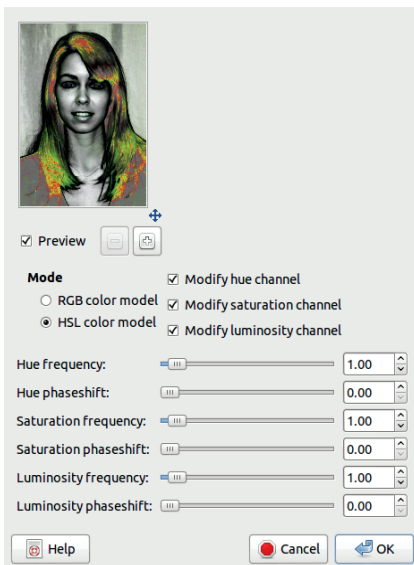 Preview
Mode
Modify hue channel
RGB color model
Modify saturation channel
HSL color model
Modify luminosity channel
Hue frequency: 1.00
Hue phaseshift: 0.00
Saturation frequency: 1.00
Saturation phaseshift: 0.00
Luminosity frequency: 1.00
Luminosity phaseshift: 0.00
Help Cancel OK